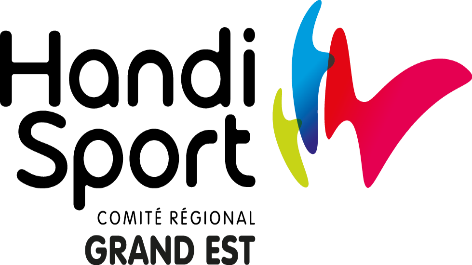 Handi
Sport
COMITÉ RÉGIONAL
GRAND EST